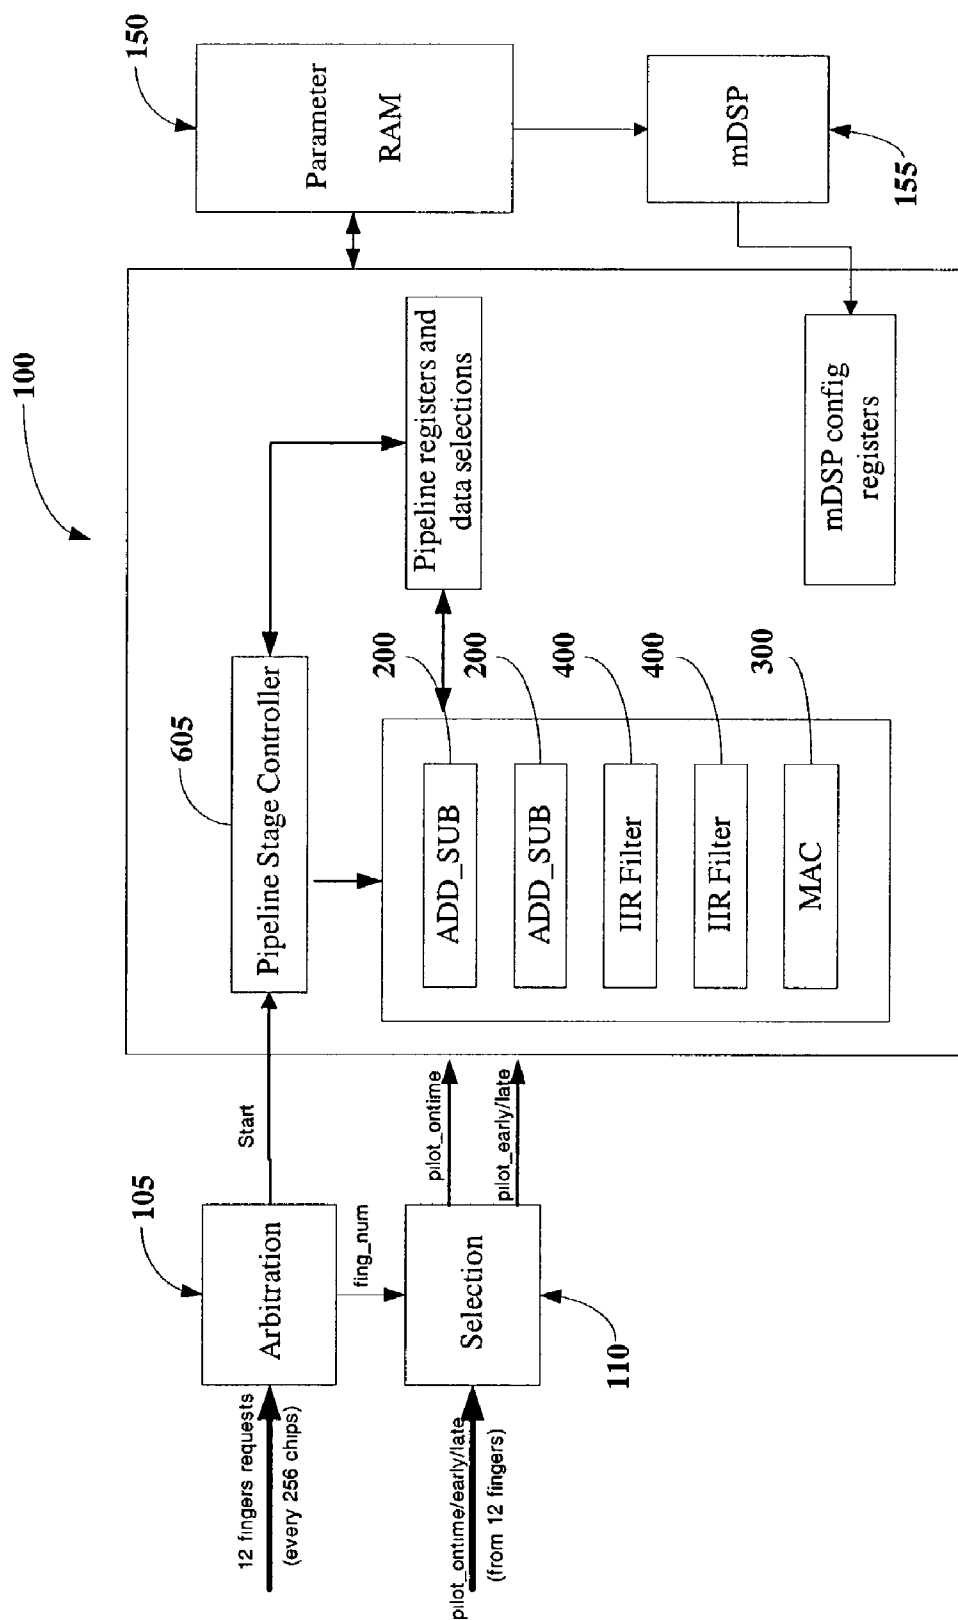 12 fingers requests
(every 256 chips)
Arbitration
105
Start
fing_num
pilot_ontime/early/late
(from 12 fingers)
Selection
110
pilot_ontime
pilot_early/late
100
605
Pipeline Stage Controller
Pipeline registers and
data selections
ADD_SUB
200
ADD_SUB
200
IIR Filter
400
IIR Filter
400
MAC
300
mDSP config
registers
150
Parameter
RAM
mDSP
155